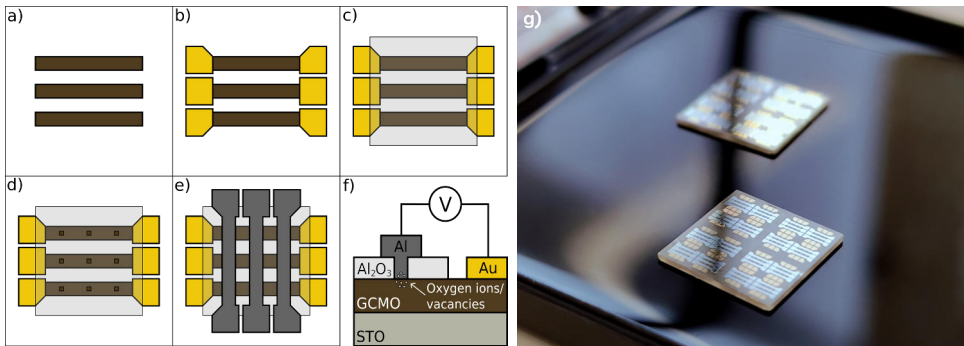 a)
b)
c)
d)
e)
f)
V
Al
Al₂O₃
Au
Oxygen ions/
vacancies
GCMO
STO
g)